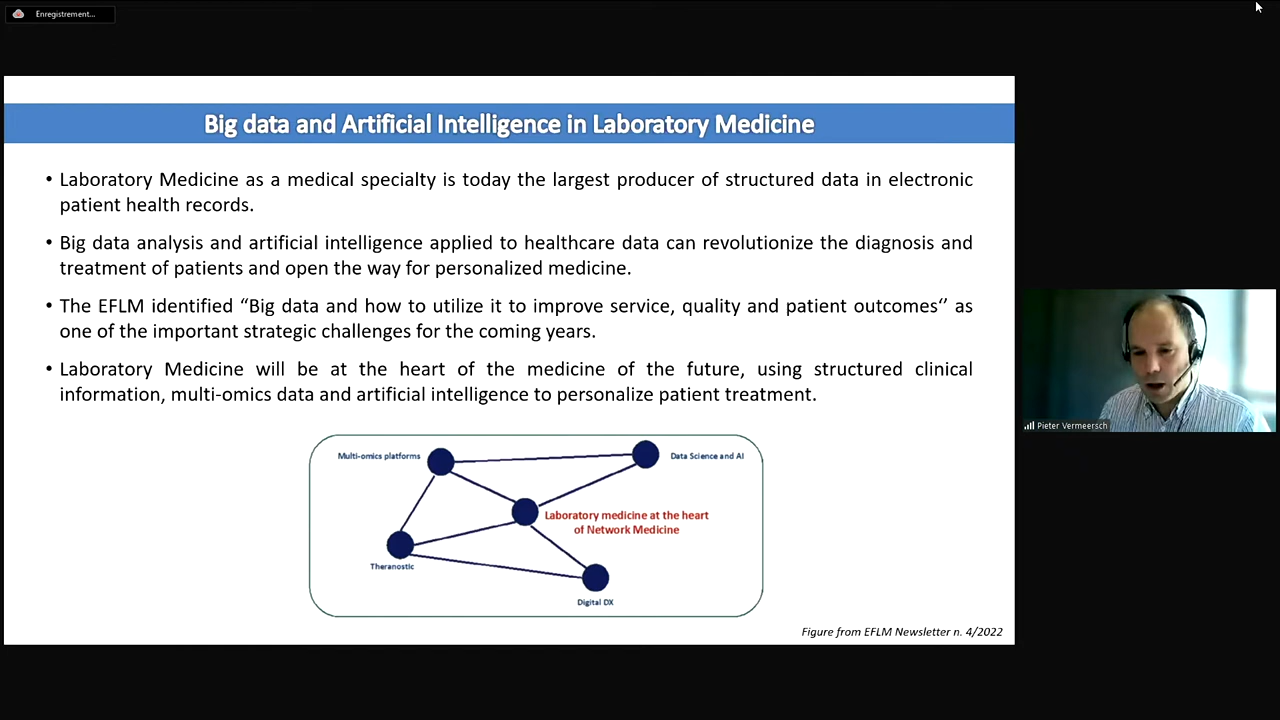 Enregistrement...
Big data and Artificial Intelligence in Laboratory Medicine
• Laboratory Medicine as a medical specialty is today the largest producer of structured data in electronic
patient health records.
• Big data analysis and artificial intelligence applied to healthcare data can revolutionize the diagnosis and
treatment of patients and open the way for personalized medicine.
• The EFLM identified “Big data and how to utilize it to improve service, quality and patient outcomes‘’ as
one of the important strategic challenges for the coming years.
• Laboratory Medicine will be at the heart of the medicine of the future, using structured clinical
information, multi-omics data and artificial intelligence to personalize patient treatment.
Multi-omics platforms
Data Science and AI
Laboratory medicine at the heart
of Network Medicine
Theranostic
Digital DX
Figure from EFLM Newsletter n. 4/2022
Pieter Vermeersch